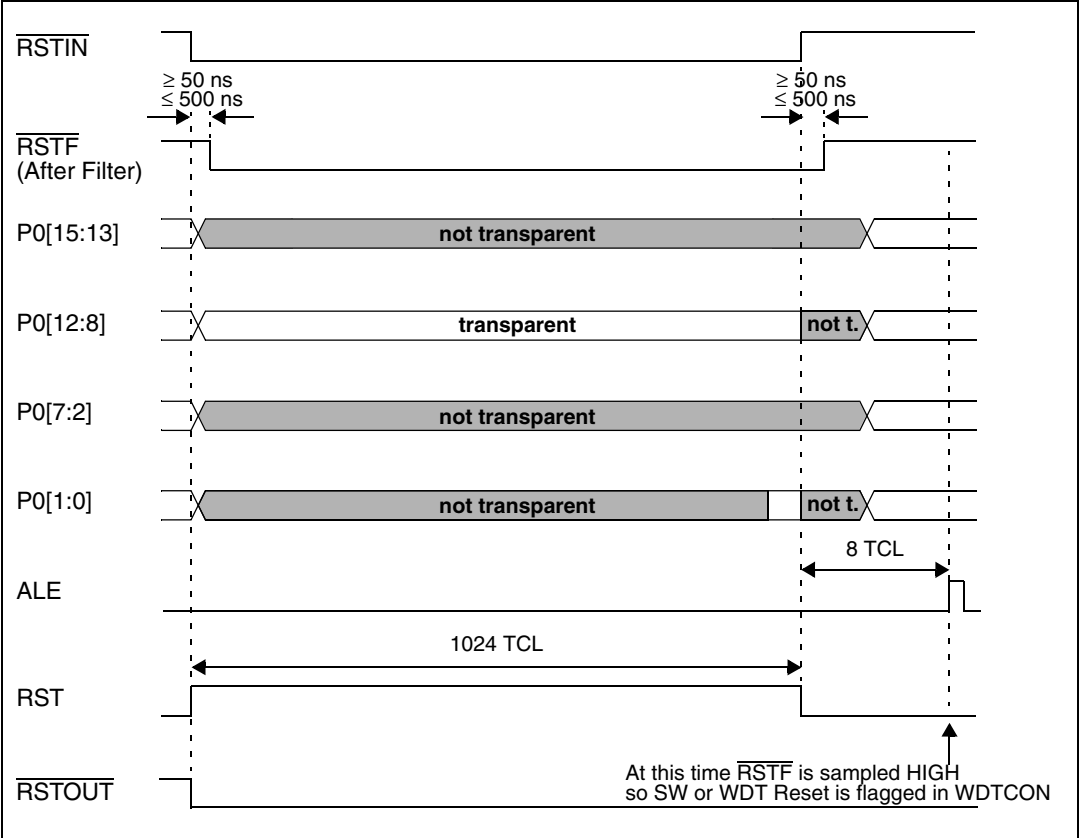 RSTIN
≥ 50 ns
≤ 500 ns
≥ 50 ns
≤ 500 ns
RSTF
(After Filter)
P0[15:13]
not transparent
P0[12:8]
transparent
not t.
P0[7:2]
not transparent
P0[1:0]
not transparent
not t.
8 TCL
ALE
1024 TCL
RST
At this time RSTF is sampled HIGH
so SW or WDT Reset is flagged in WDTCON
RSTOUT